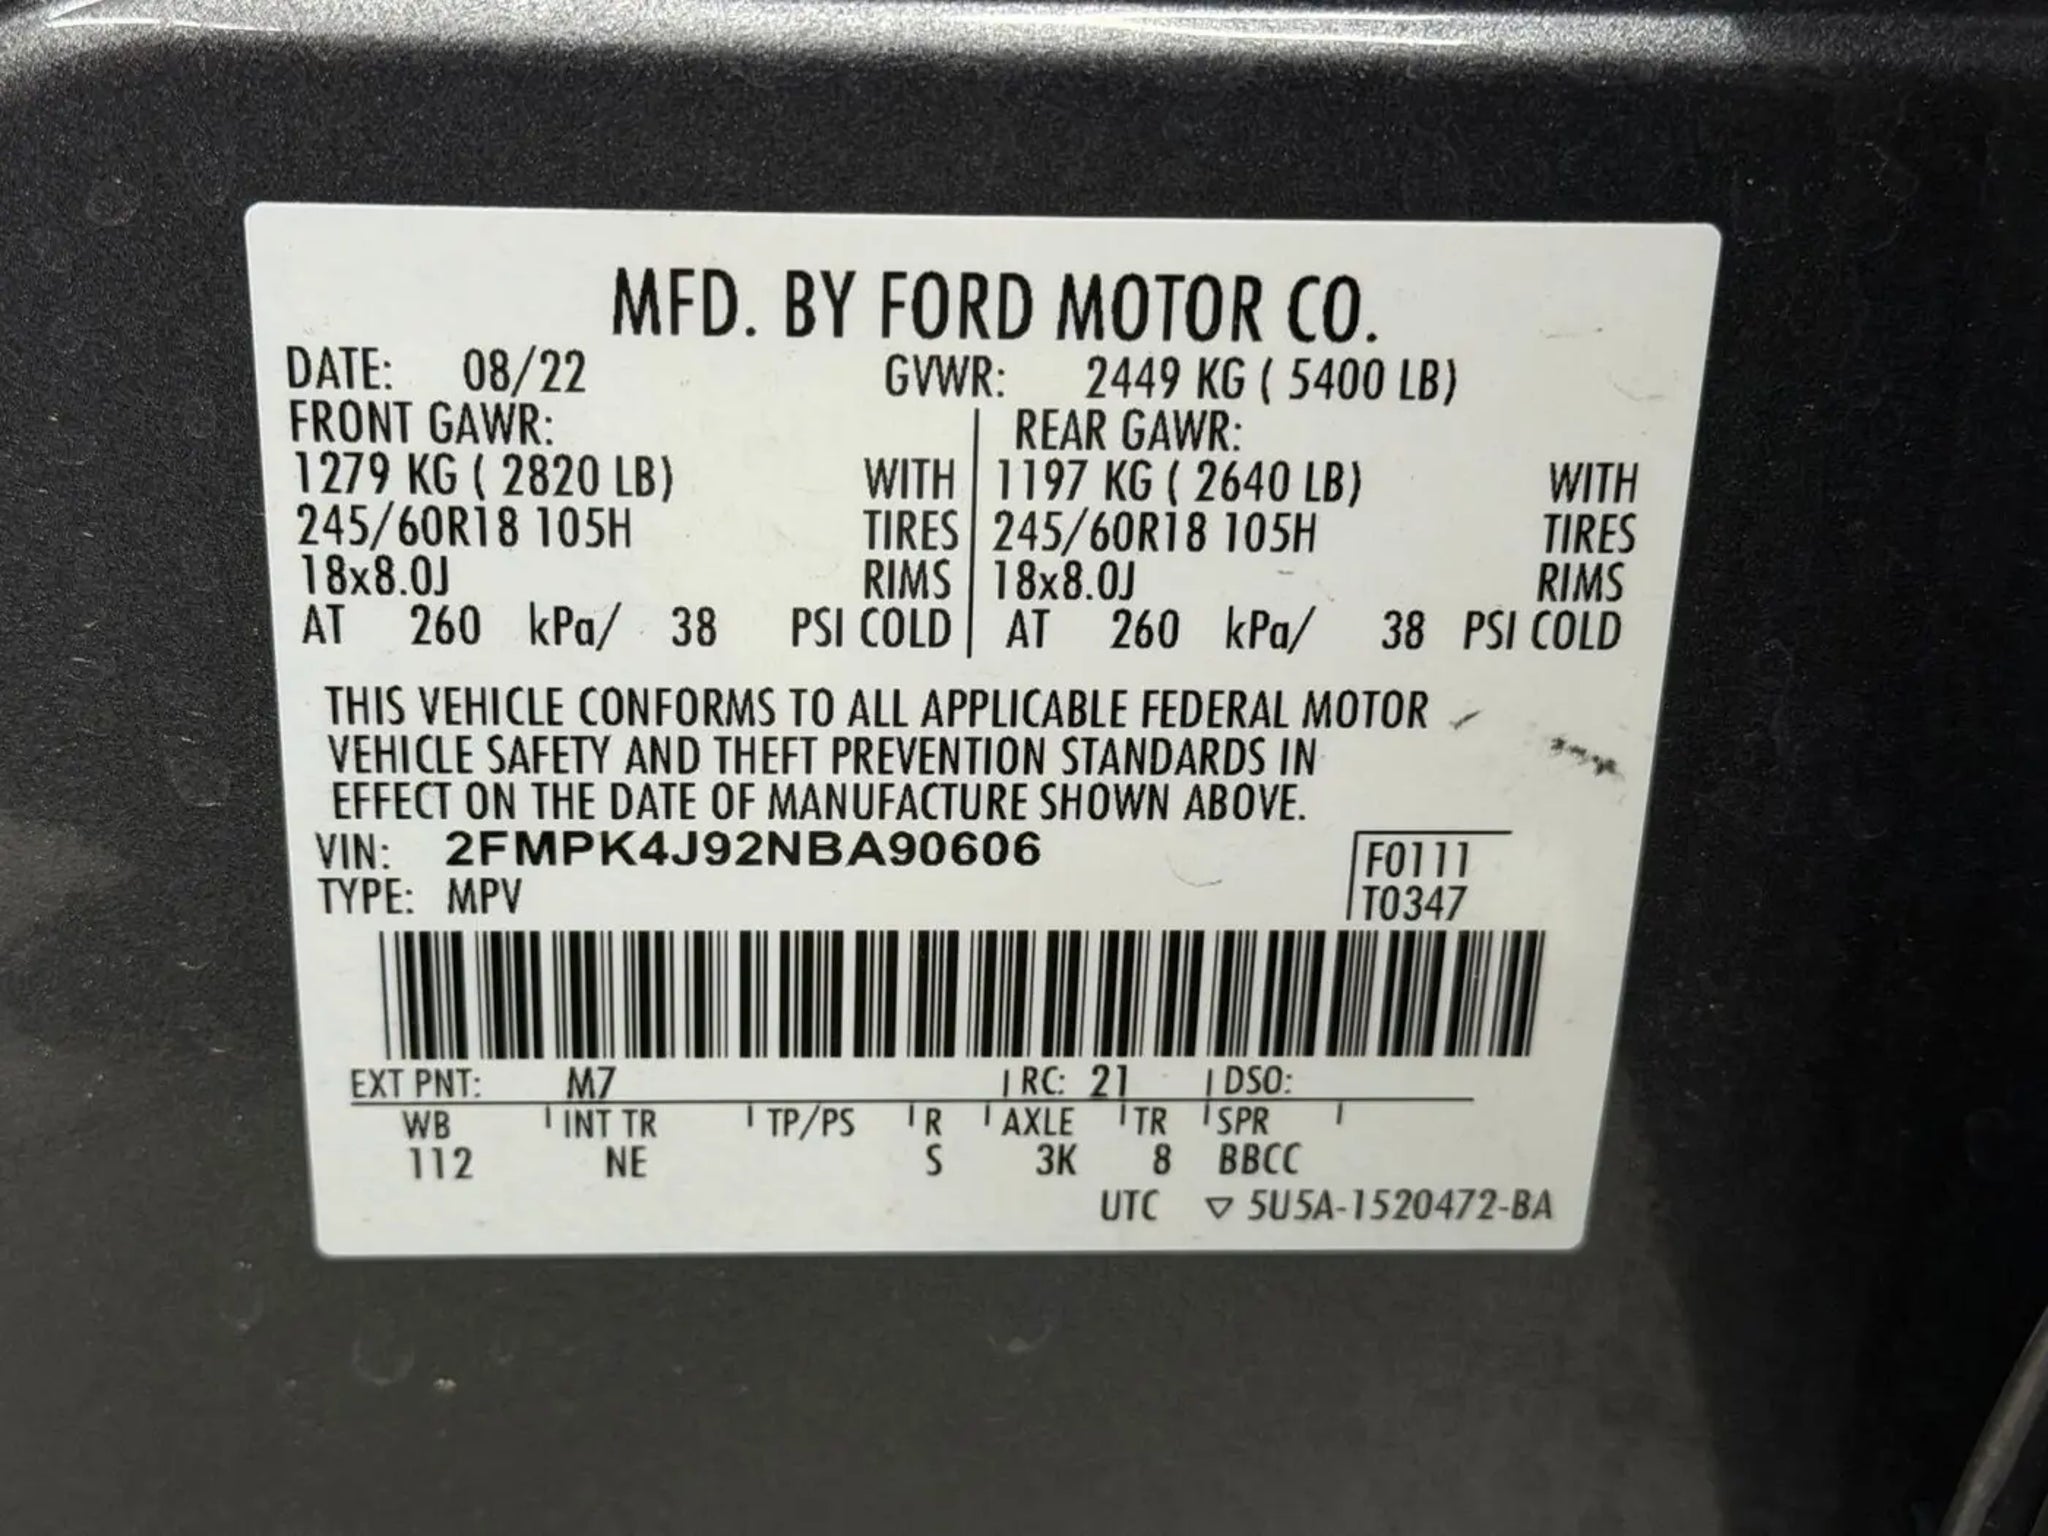 MFD. BY FORD MOTOR CO.
DATE: 08/22 GVWR: 2449 KG ( 5400 LB)
FRONT GAWR: REAR GAWR:
1279 KG ( 2820 LB) WITH 1197 KG ( 2640 LB) WITH
245/60R18 105H TIRES 245/60R18 105H TIRES
18x8.0J RIMS 18x8.0J RIMS
AT 260 kPa/ 38 PSI COLD AT 260 kPa/ 38 PSI COLD
THIS VEHICLE CONFORMS TO ALL APPLICABLE FEDERAL MOTOR
VEHICLE SAFETY AND THEFT PREVENTION STANDARDS IN
EFFECT ON THE DATE OF MANUFACTURE SHOWN ABOVE.
VIN: 2FMPK4J92NBA90606 F0111
TYPE: MPV T0347
EXT PNT: M7 RC: 21 DSO:
WB INT TR TP/PS R AXLE TR SPR
112 NE S 3K 8 BBCC
UTC ▽ 5U5A-1520472-BA